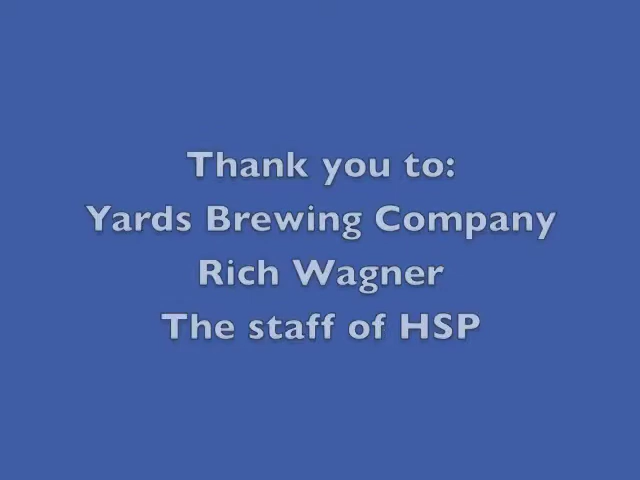 Thank you to:
Yards Brewing Company
Rich Wagner
The staff of HSP